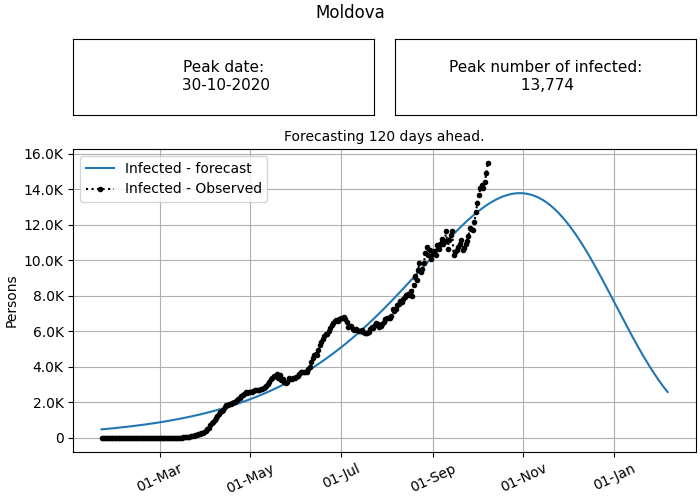 Moldova
Peak date:
30-10-2020
Peak number of infected:
13,774
Forecasting 120 days ahead.
16.0K
14.0K
12.0K
10.0K
8.0K
6.0K
4.0K
2.0K
0
Persons
Infected - forecast
Infected - Observed
01-Mar
01-May
01-Jul
01-Sep
01-Nov
01-Jan